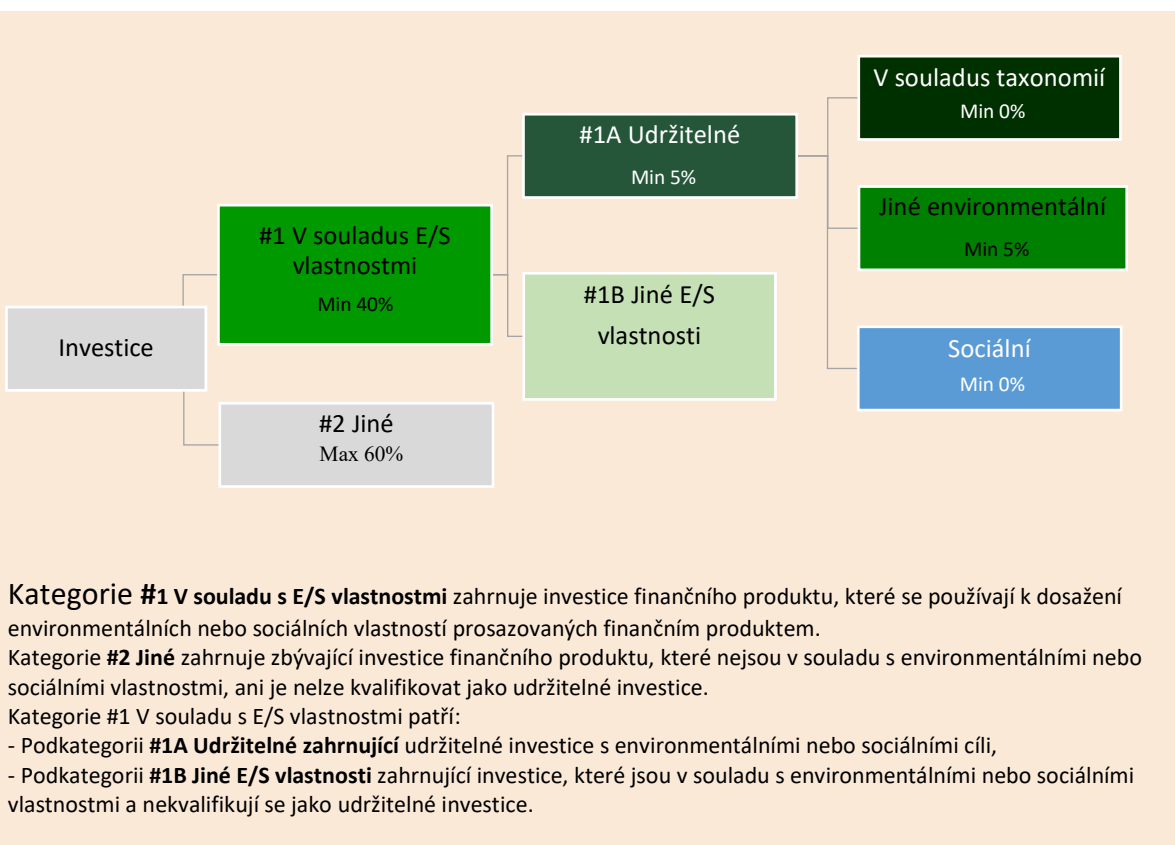 V souladus taxonomií
Min 0%
#1A Udržitelné
Min 5%
Jiné environmentální
Min 5%
#1 V souladus E/S
vlastnostmi
Min 40%
#1B Jiné E/S
vlastnosti
Investice
Sociální
Min 0%
#2 Jiné
Max 60%
Kategorie #1 V souladu s E/S vlastnostmi zahrnuje investice finančního produktu, které se používají k dosažení
environmentálních nebo sociálních vlastností prosazovaných finančním produktem.
Kategorie #2 Jiné zahrnuje zbývající investice finančního produktu, které nejsou v souladu s environmentálními nebo
sociálními vlastnostmi, ani je nelze kvalifikovat jako udržitelné investice.
Kategorie #1 V souladu s E/S vlastnostmi patří:
- Podkategorii #1A Udržitelné zahrnující udržitelné investice s environmentálními nebo sociálními cíli,
- Podkategorii #1B Jiné E/S vlastnosti zahrnující investice, které jsou v souladu s environmentálními nebo sociálními
vlastnostmi a nekvalifikují se jako udržitelné investice.